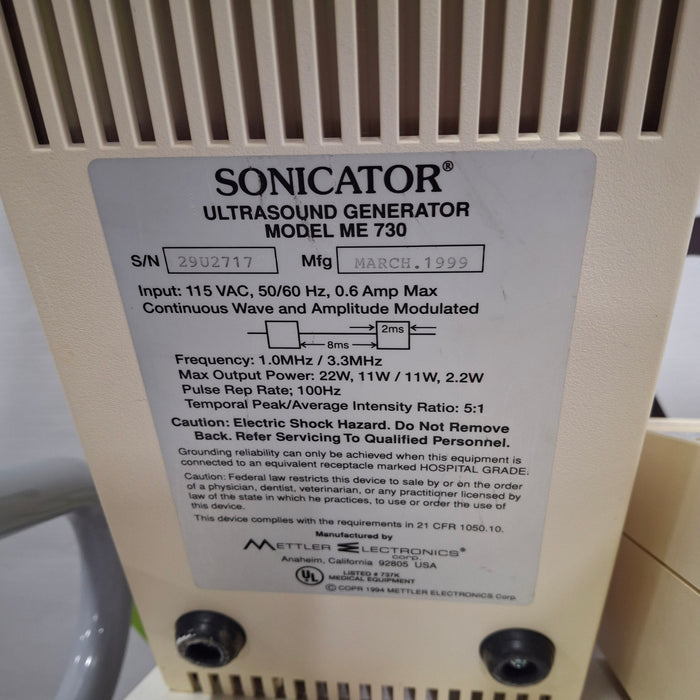 SONICATOR®
ULTRASOUND GENERATOR
MODEL ME 730
S/N 29U2717 Mfg MARCH.1999
Input: 115 VAC, 50/60 Hz, 0.6 Amp Max
Continuous Wave and Amplitude Modulated
2ms
8ms
Frequency: 1.0MHz / 3.3MHz
Max Output Power: 22W, 11W / 11W, 2.2W
Pulse Rep Rate; 100Hz
Temporal Peak/Average Intensity Ratio: 5:1
Caution: Electric Shock Hazard. Do Not Remove
Back. Refer Servicing To Qualified Personnel.
Grounding reliability can only be achieved when this equipment is
connected to an equivalent receptacle marked HOSPITAL GRADE.
Caution: Federal law restricts this device to sale by or on the order
of a physician, dentist, veterinarian, or any practitioner licensed by
law of the state in which he practices, to use or order the use of
this device.
This device complies with the requirements in 21 CFR 1050.10.
Manufactured by
METTLER ELECTRONICS®
corp.
Anaheim, California 92805 USA
UL LISTED # 737K
MEDICAL EQUIPMENT
© COPR 1994 METTLER ELECTRONICS Corp.